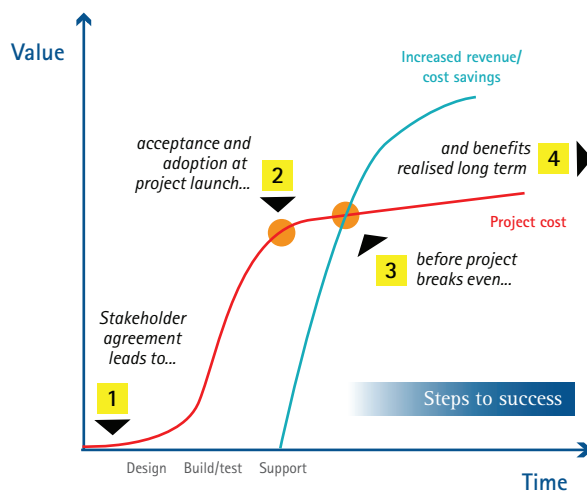 Value
Increased revenue/
cost savings
acceptance and
adoption at
project launch...
2
and benefits
realised long term
4
Project cost
3
before project
breaks even...
Stakeholder
agreement
leads to...
1
Steps to success
Design Build/test Support
Time